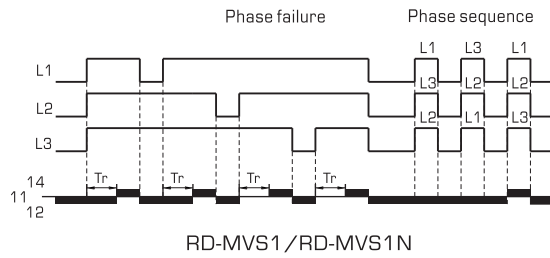 Phase failure Phase sequence
L1 L1 L3 L1
L2 L3 L2 L2
L3 L2 L1 L3
Tr Tr Tr Tr
14
11
12
RD-MVS1/RD-MVS1N